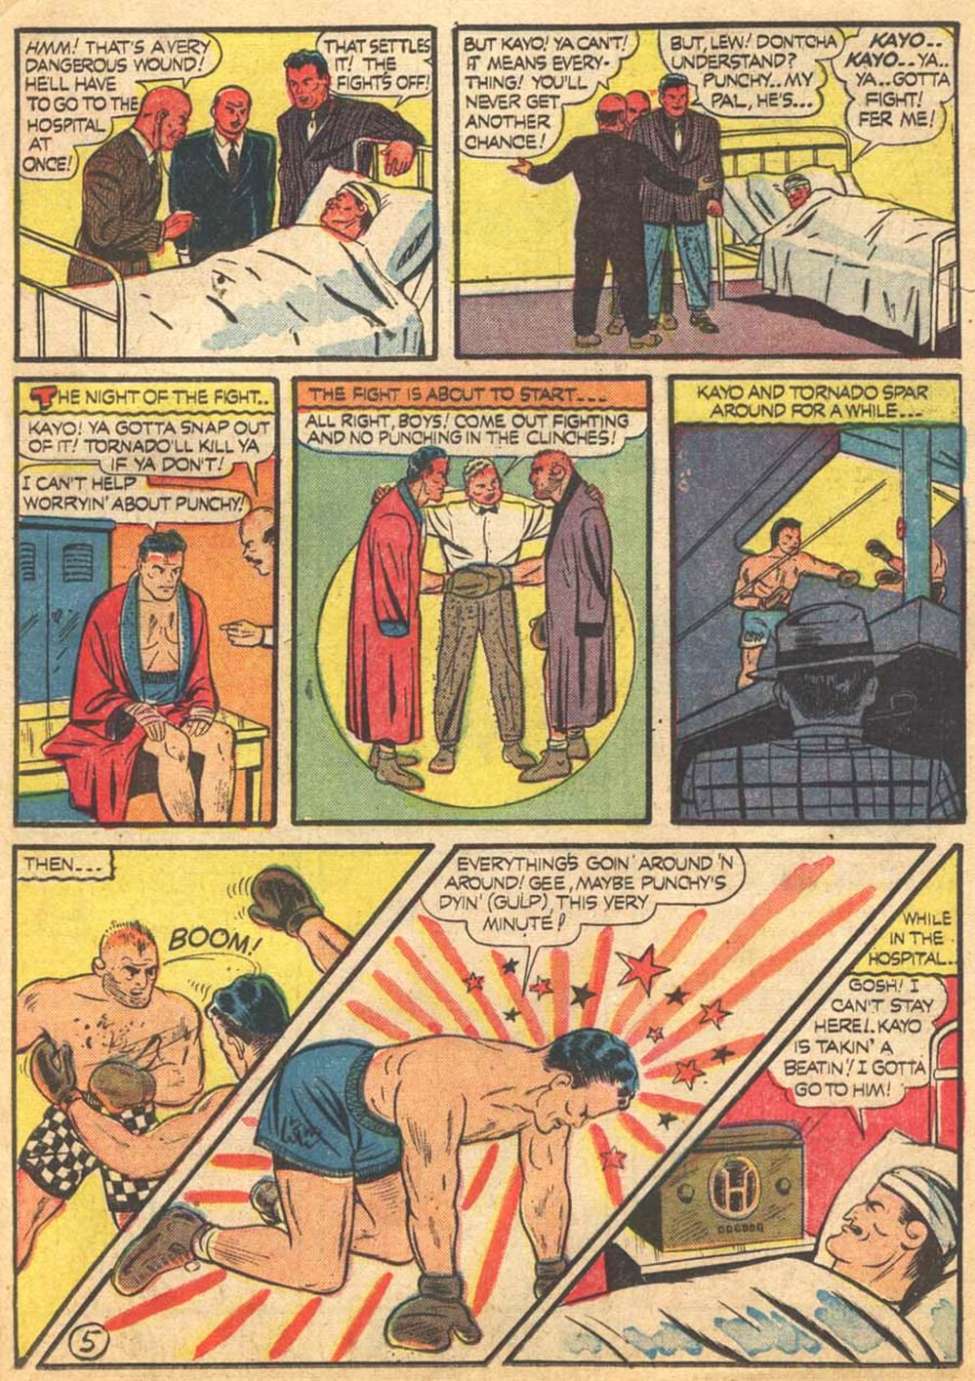 HMM! THAT'S A VERY
DANGEROUS WOUND!
HE'LL HAVE
TO GO TO THE
HOSPITAL
AT
ONCE!
THAT SETTLES
IT! THE
FIGHT'S OFF!
BUT KAYO! YA CAN'T!
IT MEANS EVERY-
THING! YOU'LL
NEVER GET
ANOTHER
CHANCE!
BUT, LEW! DONTCHA
UNDERSTAND?
PUNCHY...MY
PAL, HE'S...
KAYO..
KAYO...YA..
YA..GOTTA
FIGHT!
FER ME!
THE NIGHT OF THE FIGHT..
KAYO! YA GOTTA SNAP OUT
OF IT! TORNADO'LL KILL YA
IF YA DON'T!
I CAN'T HELP
WORRYIN' ABOUT PUNCHY!
THE FIGHT IS ABOUT TO START....
ALL RIGHT, BOYS! COME OUT FIGHTING
AND NO PUNCHING IN THE CLINCHES!
KAYO AND TORNADO SPAR
AROUND FOR A WHILE...
THEN...
BOOM!
EVERYTHING'S GOIN' AROUND 'N
AROUND! GEE, MAYBE PUNCHY'S
DYIN' (GULP), THIS VERY
MINUTE!
WHILE
IN THE
HOSPITAL..
GOSH! I
CAN'T STAY
HERE!. KAYO
IS TAKIN' A
BEATIN'! I GOTTA
GO TO HIM!
H
5